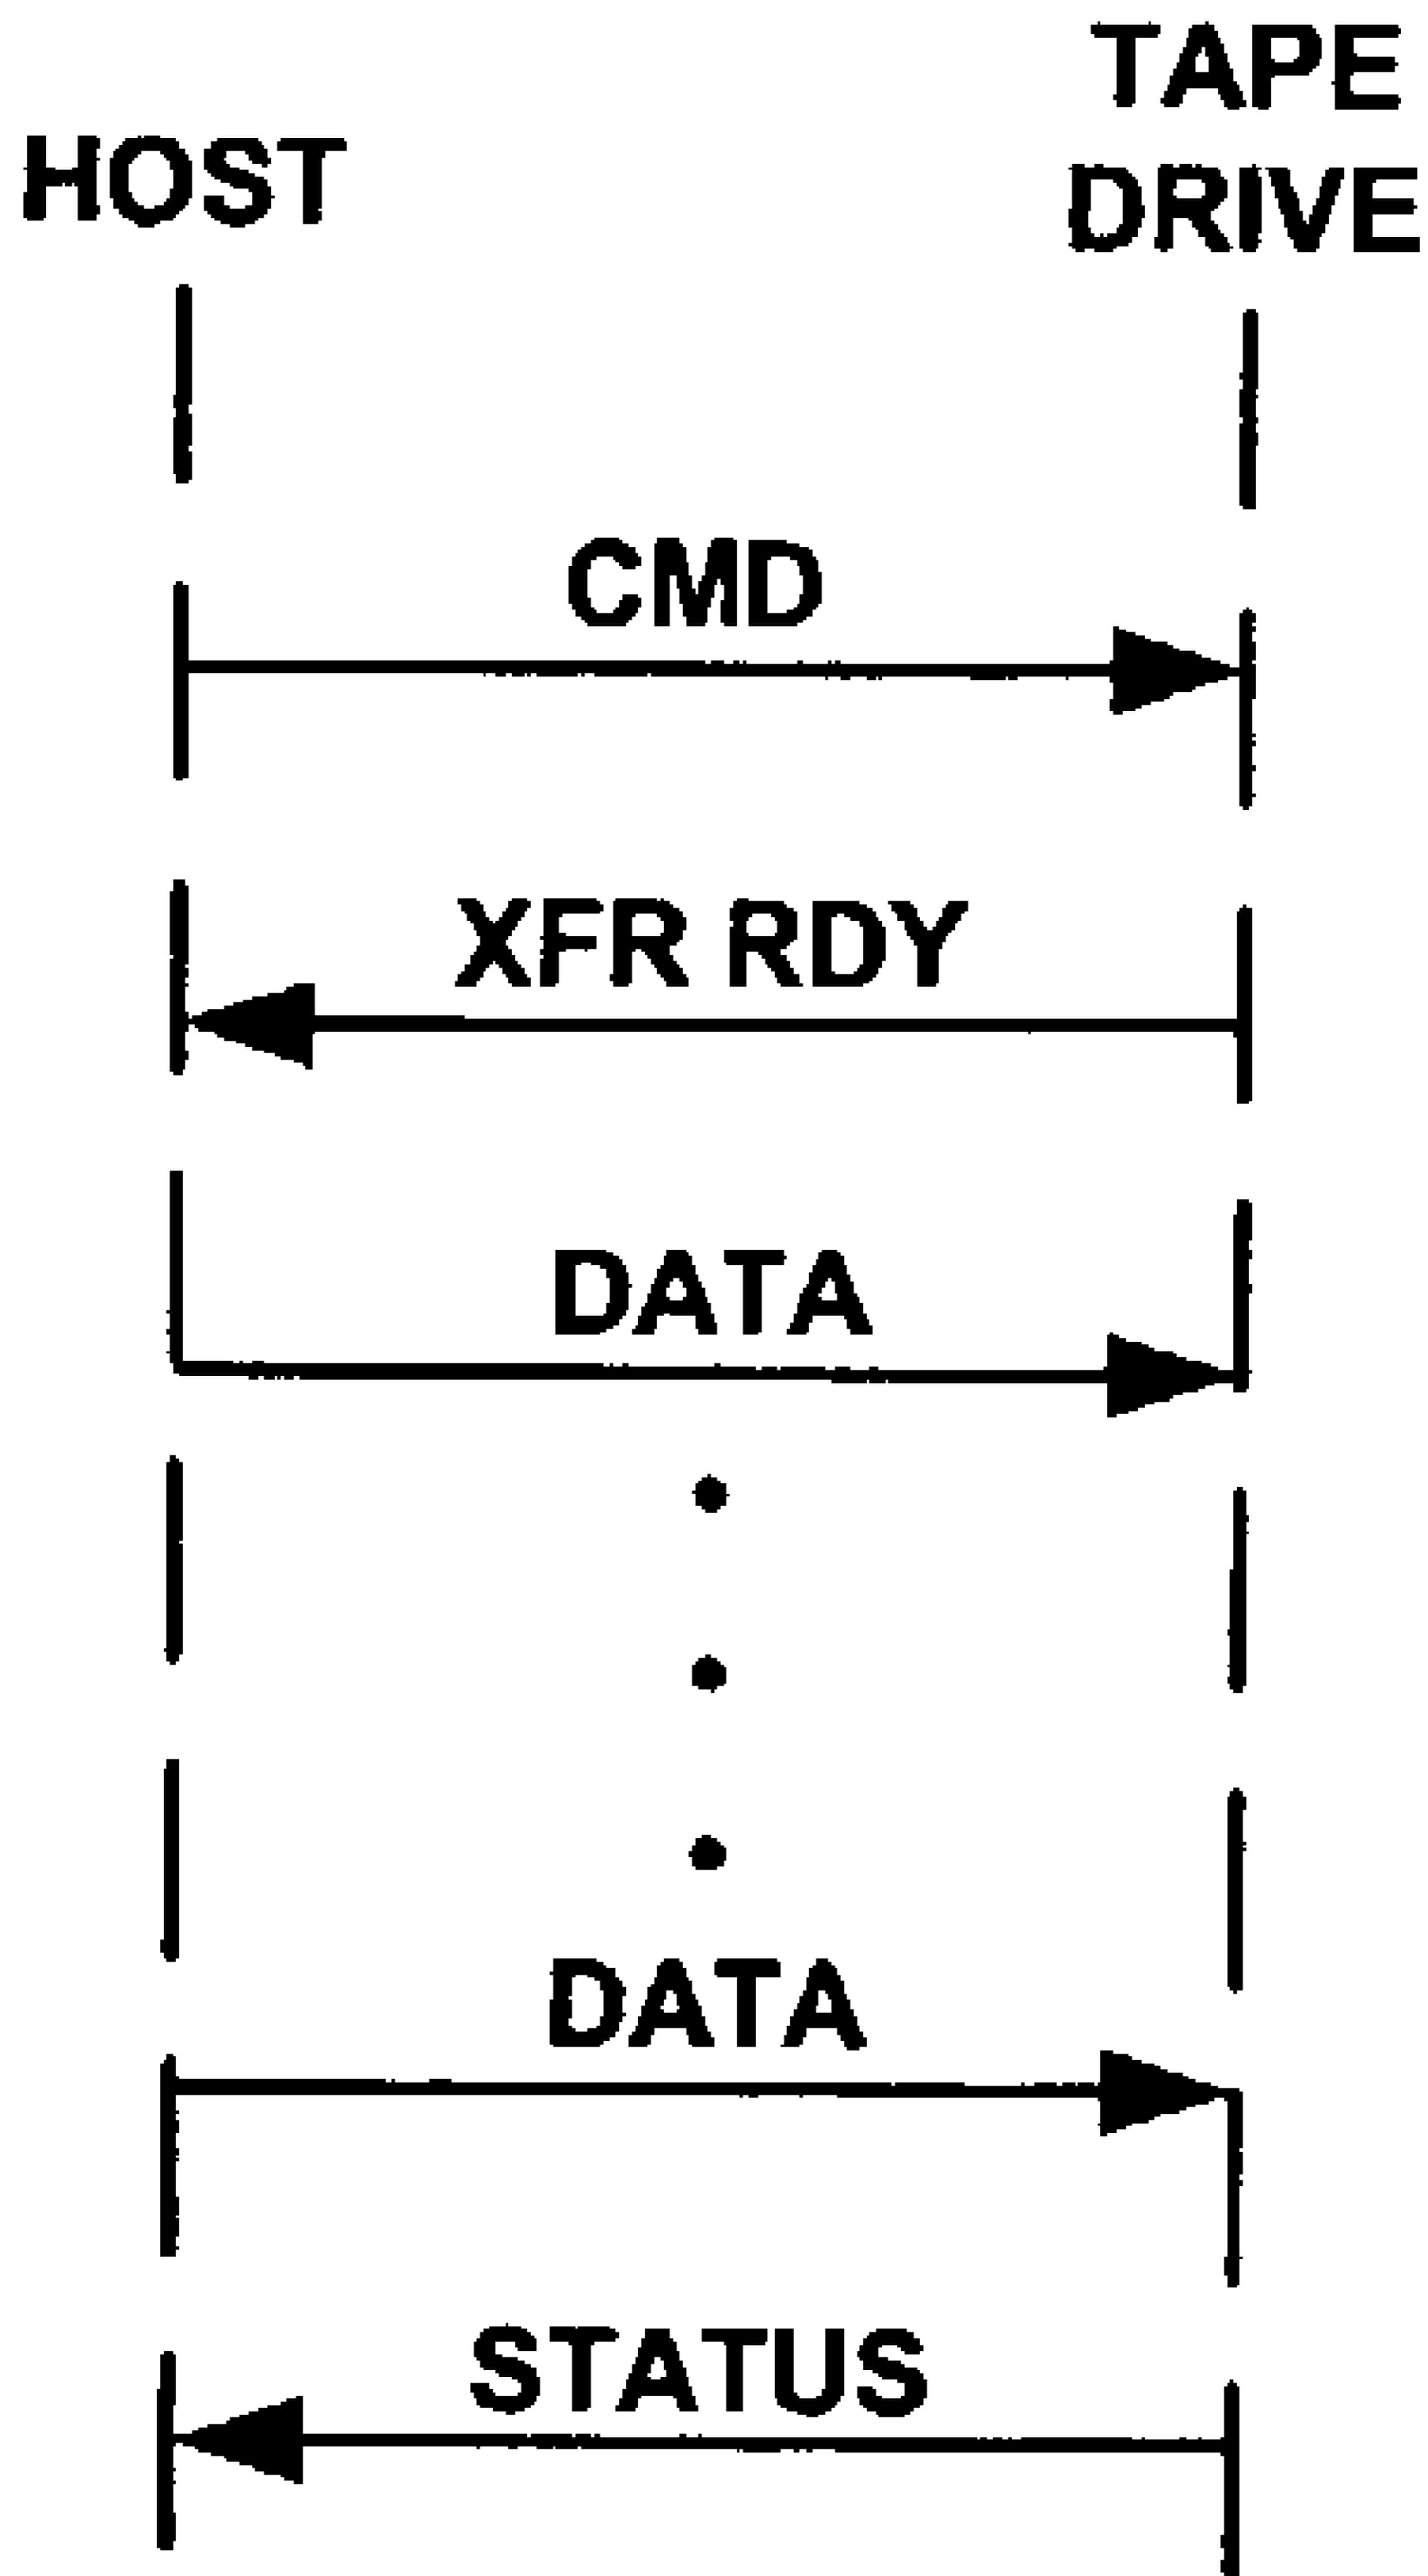 HOST
TAPE
DRIVE
CMD
XFR RDY
DATA
DATA
STATUS